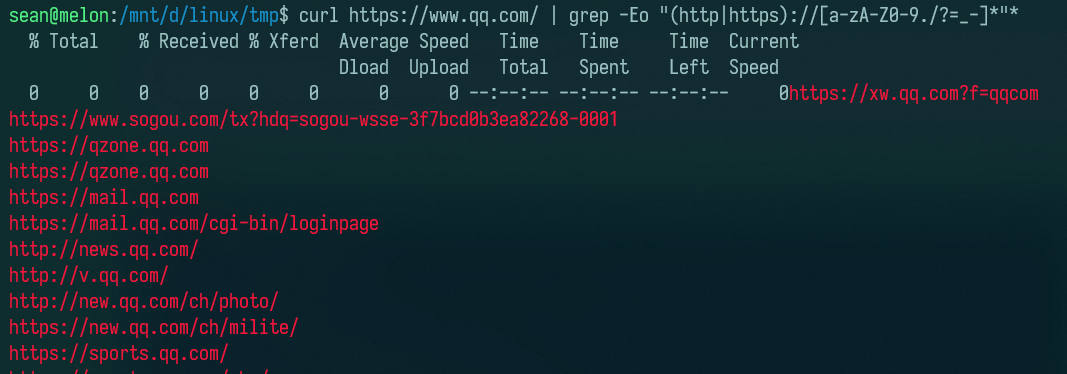 sean@melon:/mnt/d/linux/tmp$ curl https://www.qq.com/ | grep -Eo "(http|https)://[a-zA-Z0-9./?=_-]*"*
% Total % Received % Xferd Average Speed Time Time Time Current
Dload Upload Total Spent Left Speed
0 0 0 0 0 0 0 0 --:--:-- --:--:-- --:--:-- 0https://xw.qq.com?f=qqcom
https://www.sogou.com/tx?hdq=sogou-wsse-3f7bcd0b3ea82268-0001
https://qzone.qq.com
https://qzone.qq.com
https://mail.qq.com
https://mail.qq.com/cgi-bin/loginpage
http://news.qq.com/
http://v.qq.com/
http://new.qq.com/ch/photo/
https://new.qq.com/ch/milite/
https://sports.qq.com/